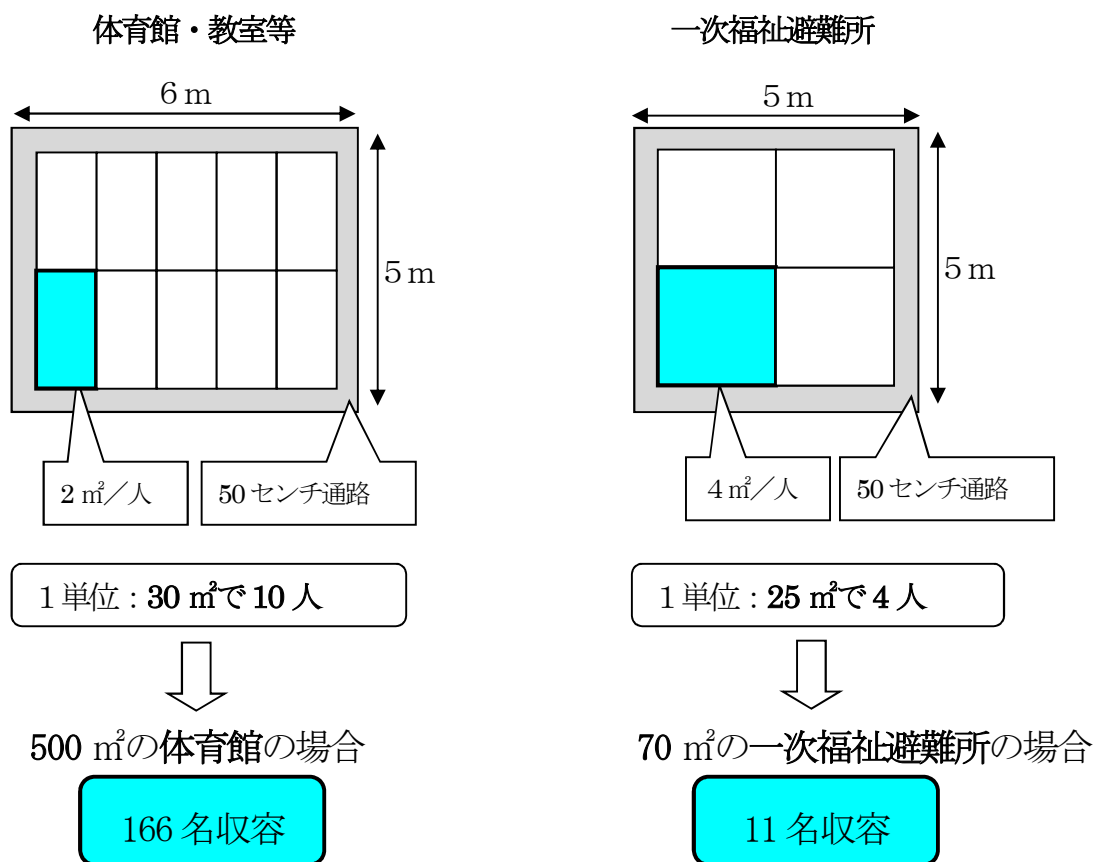 体育館・教室等
6ｍ
5ｍ
2㎡／人
50センチ通路
1単位：30㎡で10人
500㎡の体育館の場合
166名収容
一次福祉避難所
5ｍ
5ｍ
4㎡／人
50センチ通路
1単位：25㎡で4人
70㎡の一次福祉避難所の場合
11名収容